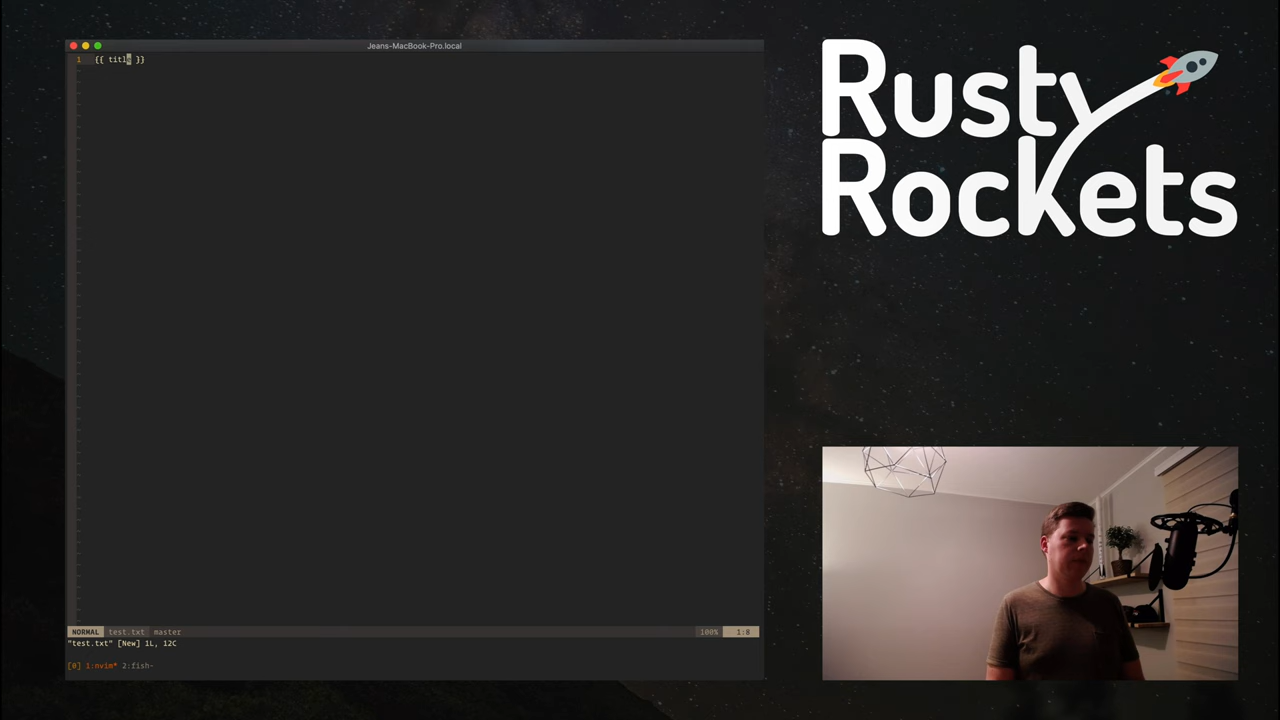 Jeans-MacBook-Pro.local
1 {{ title }}
NORMAL test.txt master 100% 1:8
"test.txt" [New] 1L, 12C
[0] 1:nvim* 2:fish-
Rusty
Rockets